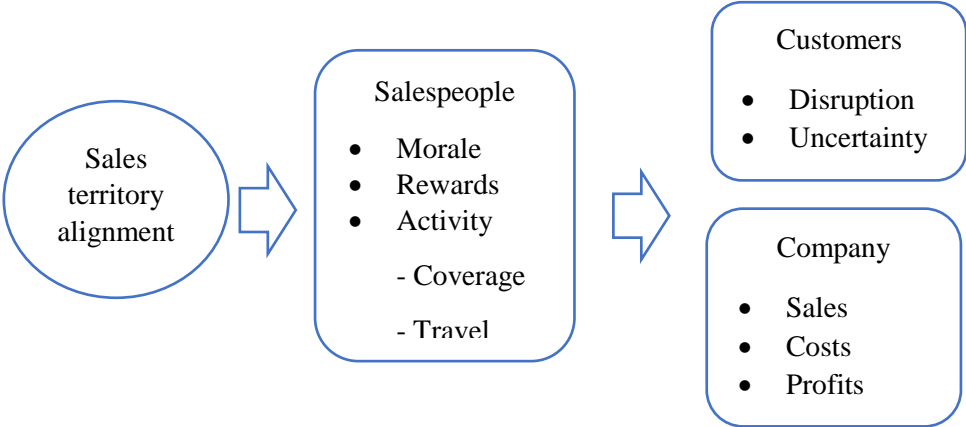 Sales
territory
alignment
Salespeople
• Morale
• Rewards
• Activity
- Coverage
- Travel
Customers
• Disruption
• Uncertainty
Company
• Sales
• Costs
• Profits